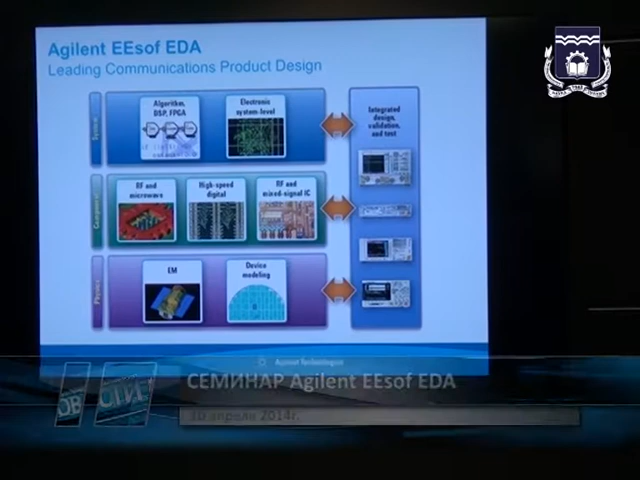 Agilent EEsof EDA
Leading Communications Product Design
System
Algorithm,
DSP, FPGA
Electronic
system-level
Integrated
design,
validation,
and test
Component
RF and
microwave
High-speed
digital
RF and
mixed-signal IC
Physics
EM
Device
modeling
Agilent Technologies
СЕМИНАР Agilent EEsof EDA
10 апреля 2014г.